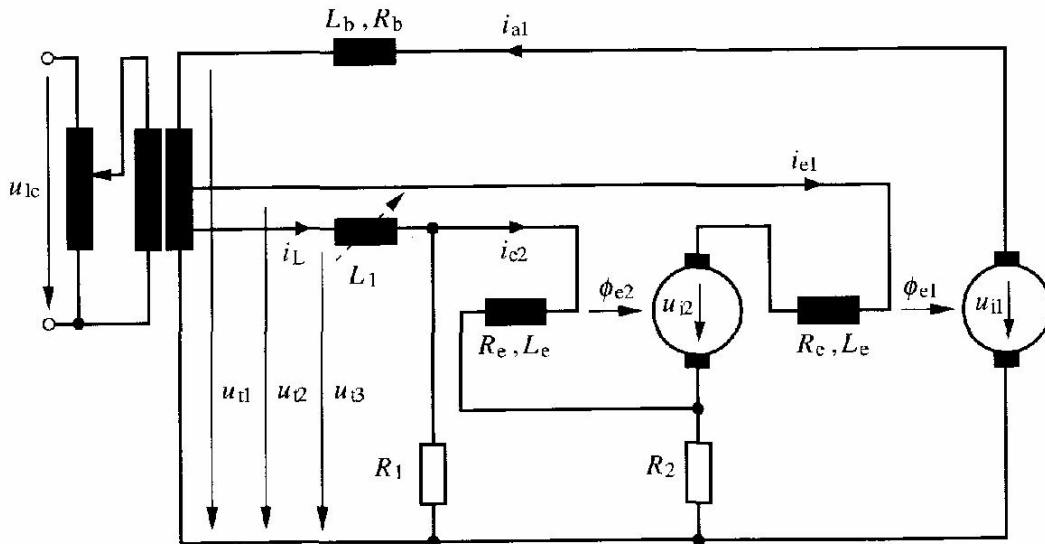 L_b , R_b
i_a1
u_1c
i_e1
i_L
L_1
i_e2
ϕ_e2
u_i2
ϕ_e1
u_i1
R_e , L_e
R_e , L_e
u_t1
u_t2
u_t3
R_1
R_2